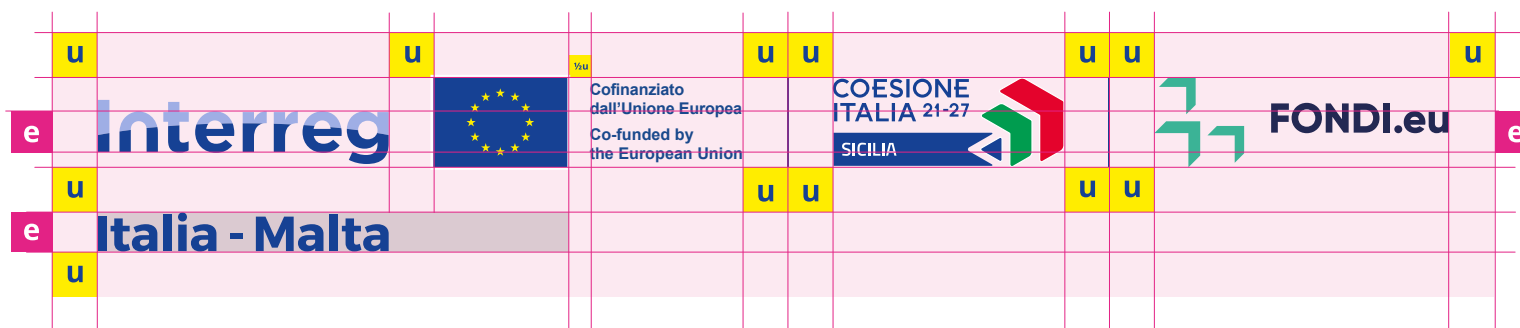 u u u u u u u
½u
Interreg
Cofinanziato
dall'Unione Europea
Co-funded by
the European Union
COESIONE
ITALIA 21-27
SICILIA
FONDI.eu
e e
u u u u u
e
Italia - Malta
u